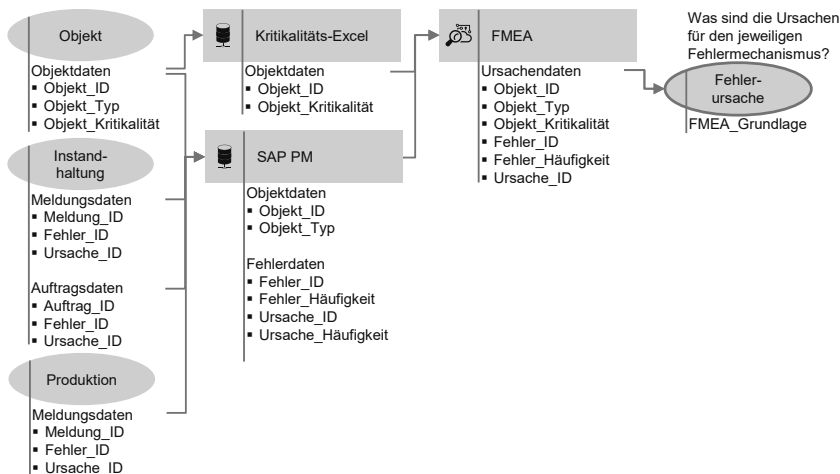 Objekt
Objektdaten
▪ Objekt_ID
▪ Objekt_Typ
▪ Objekt_Kritikalität
Instand-
haltung
Meldungsdaten
▪ Meldung_ID
▪ Fehler_ID
▪ Ursache_ID
Auftragsdaten
▪ Auftrag_ID
▪ Fehler_ID
▪ Ursache_ID
Produktion
Meldungsdaten
▪ Meldung_ID
▪ Fehler_ID
▪ Ursache_ID
Kritikalitäts-Excel
Objektdaten
▪ Objekt_ID
▪ Objekt_Kritikalität
SAP PM
Objektdaten
▪ Objekt_ID
▪ Objekt_Typ
Fehlerdaten
▪ Fehler_ID
▪ Fehler_Häufigkeit
▪ Ursache_ID
▪ Ursache_Häufigkeit
FMEA
Ursachendaten
▪ Objekt_ID
▪ Objekt_Typ
▪ Objekt_Kritikalität
▪ Fehler_ID
▪ Fehler_Häufigkeit
▪ Ursache_ID
Was sind die Ursachen
für den jeweiligen
Fehlermechanismus?
Fehler-
ursache
FMEA_Grundlage